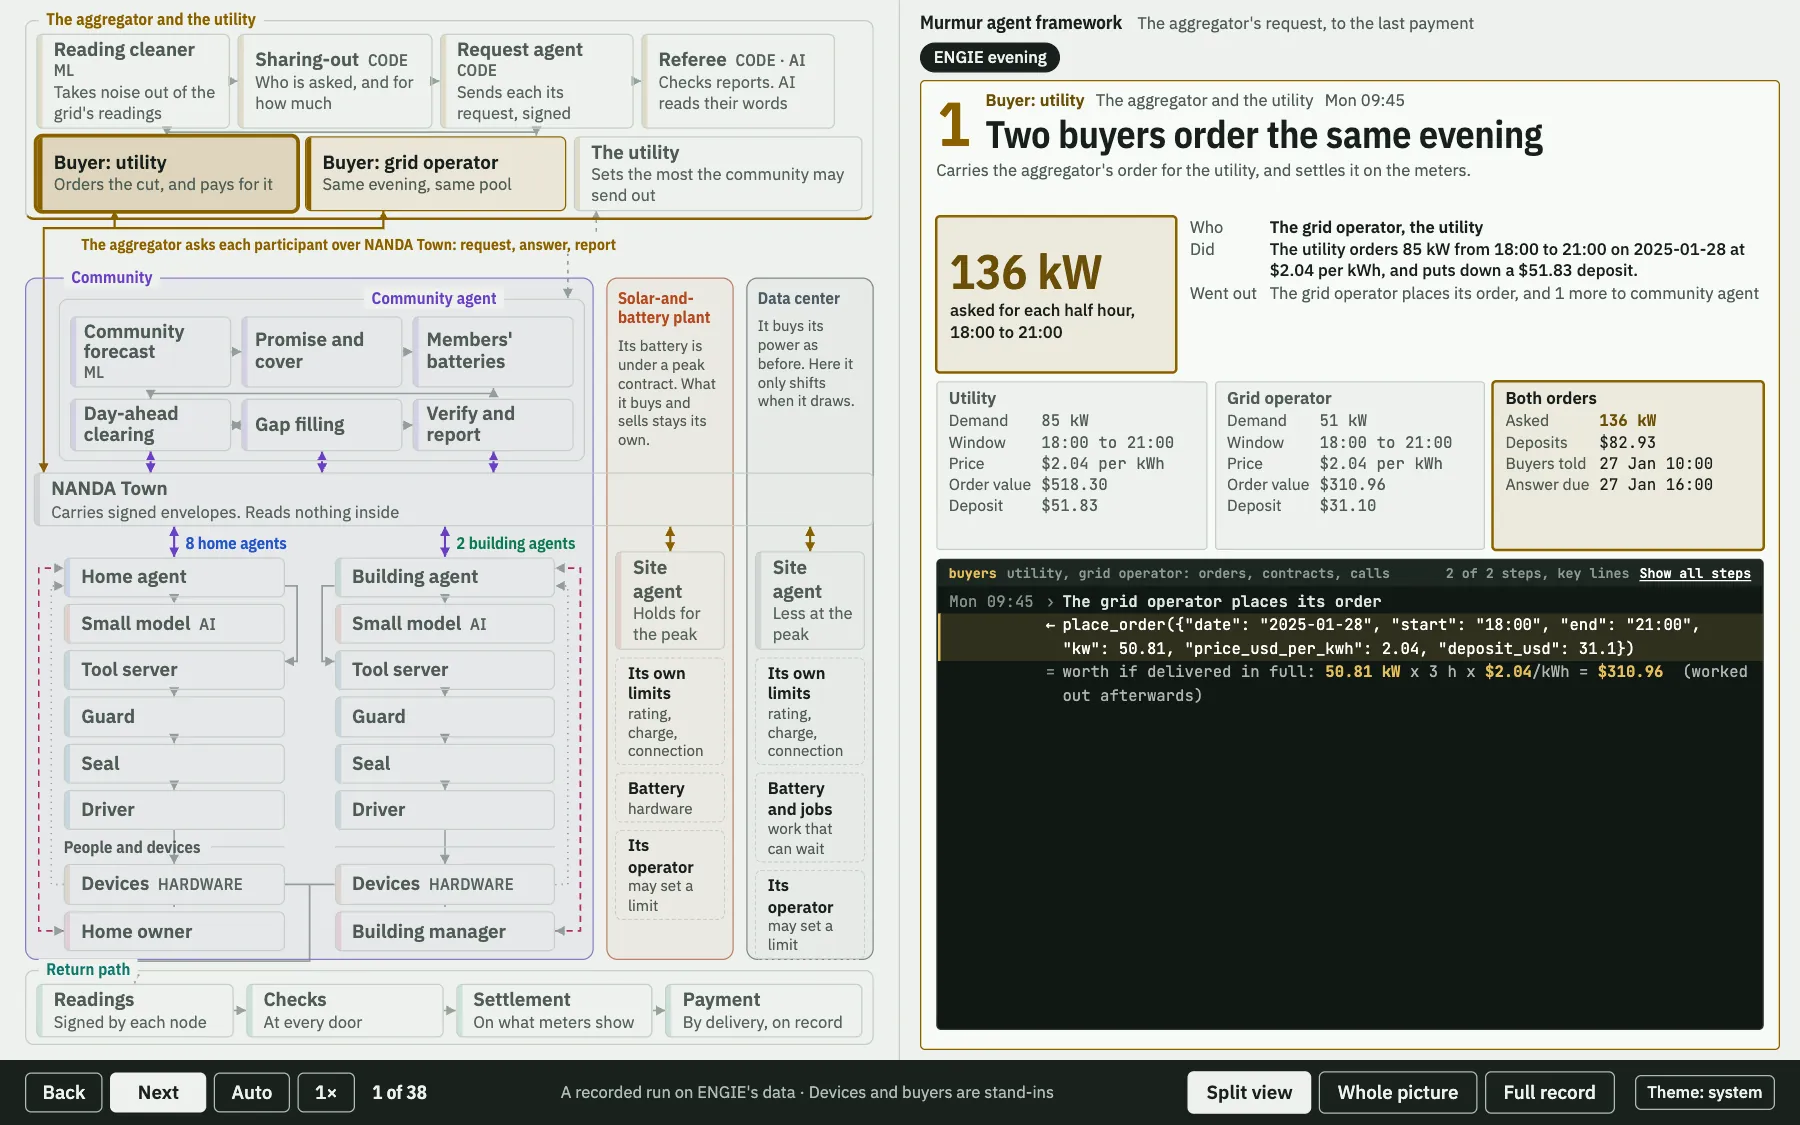 The aggregator and the utility
Reading cleaner
ML
Takes noise out of the
grid's readings
Sharing-out CODE
Who is asked, and for
how much
Request agent
CODE
Sends each its
request, signed
Referee CODE · AI
Checks reports. AI
reads their words
Buyer: utility
Orders the cut, and pays for it
Buyer: grid operator
Same evening, same pool
The utility
Sets the most the community may
send out
The aggregator asks each participant over NANDA Town: request, answer, report
Community
Community agent
Community
forecast
ML
Promise and
cover
Members'
batteries
Day-ahead
clearing
Gap filling
Verify and
report
Solar-and-
battery plant
Its battery is
under a peak
contract. What
it buys and
sells stays its
own.
Data center
It buys its
power as
before. Here it
only shifts
when it draws.
NANDA Town
Carries signed envelopes. Reads nothing inside
8 home agents
2 building agents
Home agent
Small model AI
Tool server
Guard
Seal
Driver
People and devices
Devices HARDWARE
Home owner
Building agent
Small model AI
Tool server
Guard
Seal
Driver
Devices HARDWARE
Building manager
Site
agent
Holds for
the peak
Its own
limits
rating,
charge,
connection
Battery
hardware
Its
operator
may set a
limit
Site
agent
Less at the
peak
Its own
limits
rating,
charge,
connection
Battery
and jobs
work that
can wait
Its
operator
may set a
limit
Return path
Readings
Signed by each node
Checks
At every door
Settlement
On what meters show
Payment
By delivery, on record
Murmur agent framework The aggregator's request, to the last payment
ENGIE evening
1
Buyer: utility The aggregator and the utility Mon 09:45
Two buyers order the same evening
Carries the aggregator's order for the utility, and settles it on the meters.
136 kW
asked for each half hour,
18:00 to 21:00
Who The grid operator, the utility
Did The utility orders 85 kW from 18:00 to 21:00 on 2025-01-28 at
$2.04 per kWh, and puts down a $51.83 deposit.
Went out The grid operator places its order, and 1 more to community agent
Utility
Demand 85 kW
Window 18:00 to 21:00
Price $2.04 per kWh
Order value $518.30
Deposit $51.83
Grid operator
Demand 51 kW
Window 18:00 to 21:00
Price $2.04 per kWh
Order value $310.96
Deposit $31.10
Both orders
Asked 136 kW
Deposits $82.93
Buyers told 27 Jan 10:00
Answer due 27 Jan 16:00
buyers utility, grid operator: orders, contracts, calls 2 of 2 steps, key lines Show all steps
Mon 09:45 › The grid operator places its order
← place_order({"date": "2025-01-28", "start": "18:00", "end": "21:00",
"kw": 50.81, "price_usd_per_kwh": 2.04, "deposit_usd": 31.1})
= worth if delivered in full: 50.81 kW x 3 h x $2.04/kWh = $310.96 (worked
out afterwards)
Back Next Auto 1× 1 of 38
A recorded run on ENGIE's data · Devices and buyers are stand-ins
Split view Whole picture Full record Theme: system